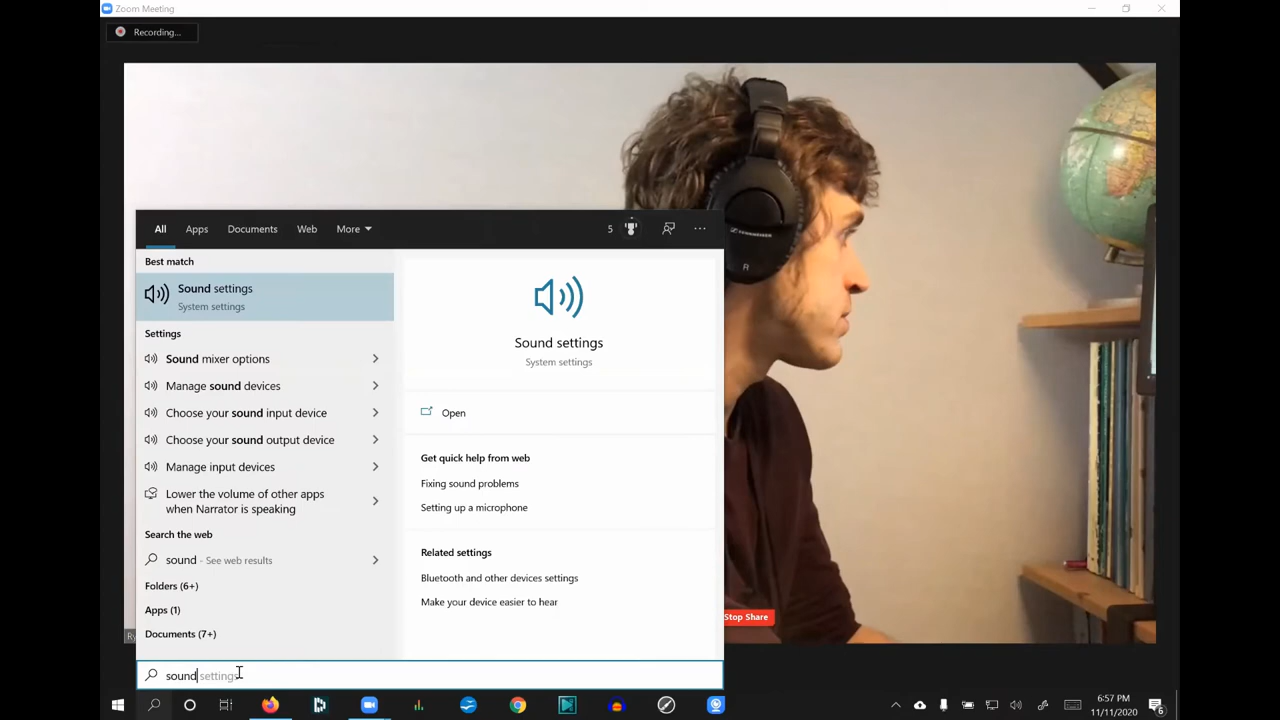 Zoom Meeting
Recording...
All Apps Documents Web More
5
Best match
Sound settings
System settings
Settings
Sound mixer options
Manage sound devices
Choose your sound input device
Choose your sound output device
Manage input devices
Lower the volume of other apps
when Narrator is speaking
Search the web
sound - See web results
Folders (6+)
Apps (1)
Documents (7+)
Sound settings
System settings
Open
Get quick help from web
Fixing sound problems
Setting up a microphone
Related settings
Bluetooth and other devices settings
Make your device easier to hear
SENNHEISER
R
Stop Share
sound settings
6:57 PM
11/11/2020
6